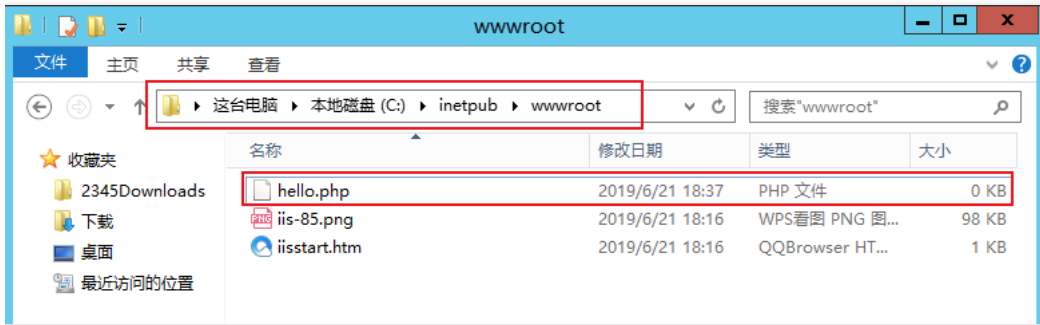 wwwroot
文件 主页 共享 查看
这台电脑 本地磁盘 (C:) inetpub wwwroot 搜索"wwwroot"
名称 修改日期 类型 大小
收藏夹
2345Downloads
下载
桌面
最近访问的位置
hello.php 2019/6/21 18:37 PHP 文件 0 KB
PNG iis-85.png 2019/6/21 18:16 WPS看图 PNG 图... 98 KB
iisstart.htm 2019/6/21 18:16 QQBrowser HT... 1 KB